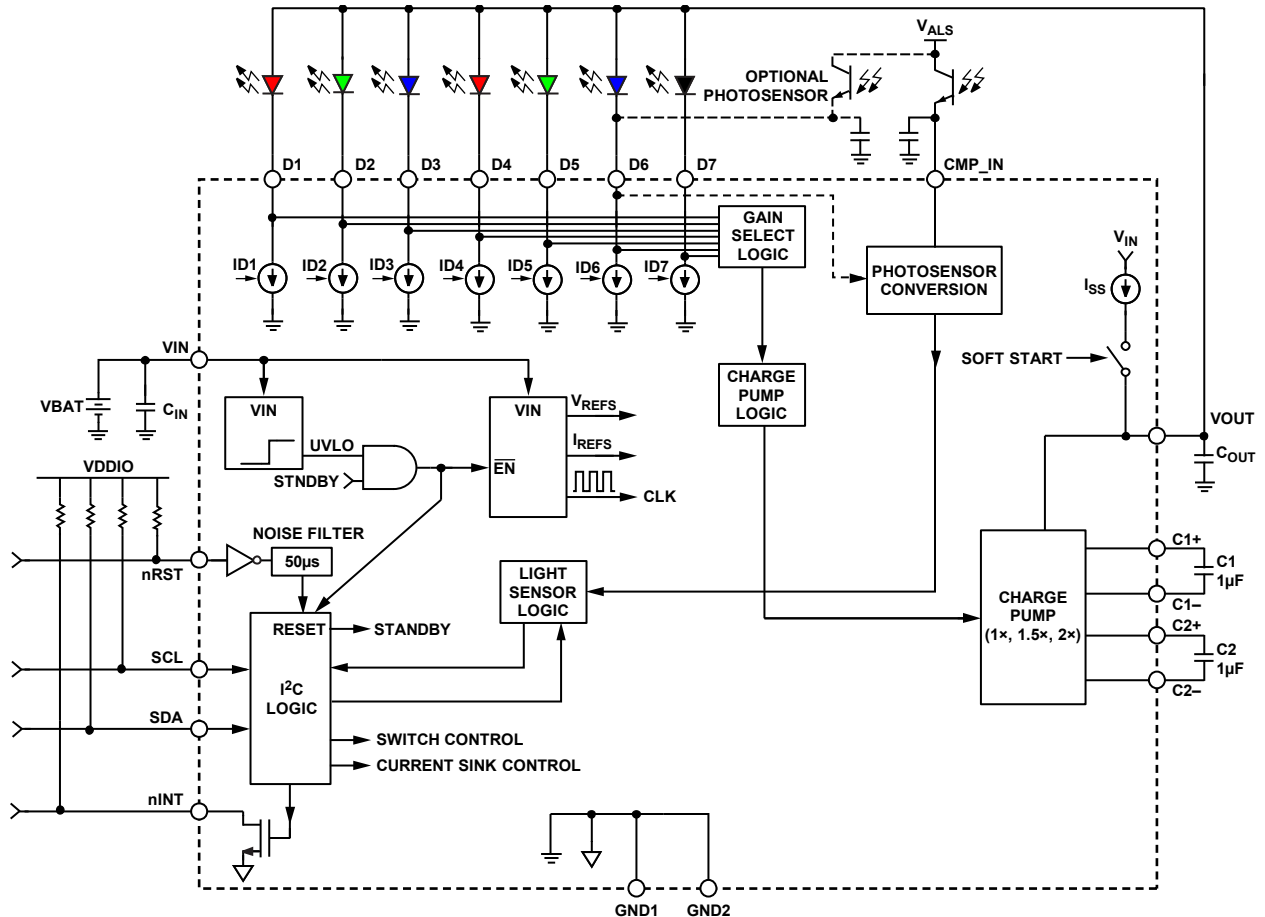 V_ALS
OPTIONAL
PHOTOSENSOR
D1
D2
D3
D4
D5
D6
D7
CMP_IN
GAIN
SELECT
LOGIC
V_IN
ID1
ID2
ID3
ID4
ID5
ID6
ID7
PHOTOSENSOR
CONVERSION
I_SS
VIN
SOFT START
CHARGE
PUMP
LOGIC
VBAT
C_IN
VIN
VIN
V_REFS
VOUT
UVLO
I_REFS
C_OUT
VDDIO
STNDBY
EN
CLK
NOISE FILTER
50µs
nRST
C1+
C1
1µF
C1–
LIGHT
SENSOR
LOGIC
CHARGE
PUMP
(1×, 1.5×, 2×)
RESET
STANDBY
C2+
C2
1µF
C2–
SCL
I²C
LOGIC
SDA
SWITCH CONTROL
CURRENT SINK CONTROL
nINT
GND1
GND2